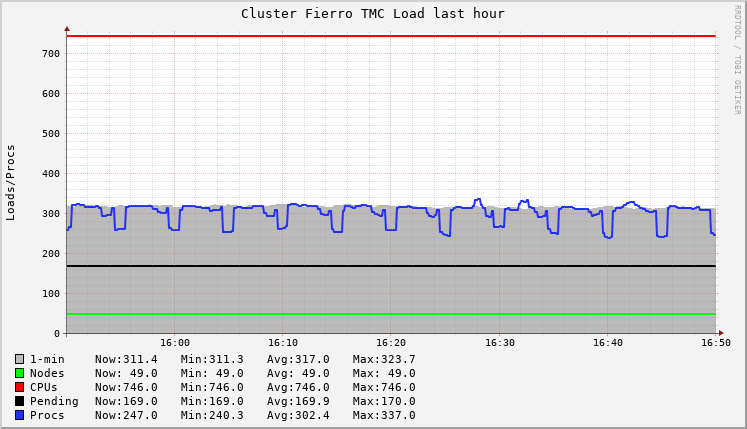 Cluster Fierro TMC Load last hour
RRDTOOL / TOBI OETIKER
Loads/Procs
700
600
500
400
300
200
100
0
16:00 16:10 16:20 16:30 16:40 16:50
1-min Now:311.4 Min:311.3 Avg:317.0 Max:323.7
Nodes Now: 49.0 Min: 49.0 Avg: 49.0 Max: 49.0
CPUs Now:746.0 Min:746.0 Avg:746.0 Max:746.0
Pending Now:169.0 Min:169.0 Avg:169.9 Max:170.0
Procs Now:247.0 Min:240.3 Avg:302.4 Max:337.0